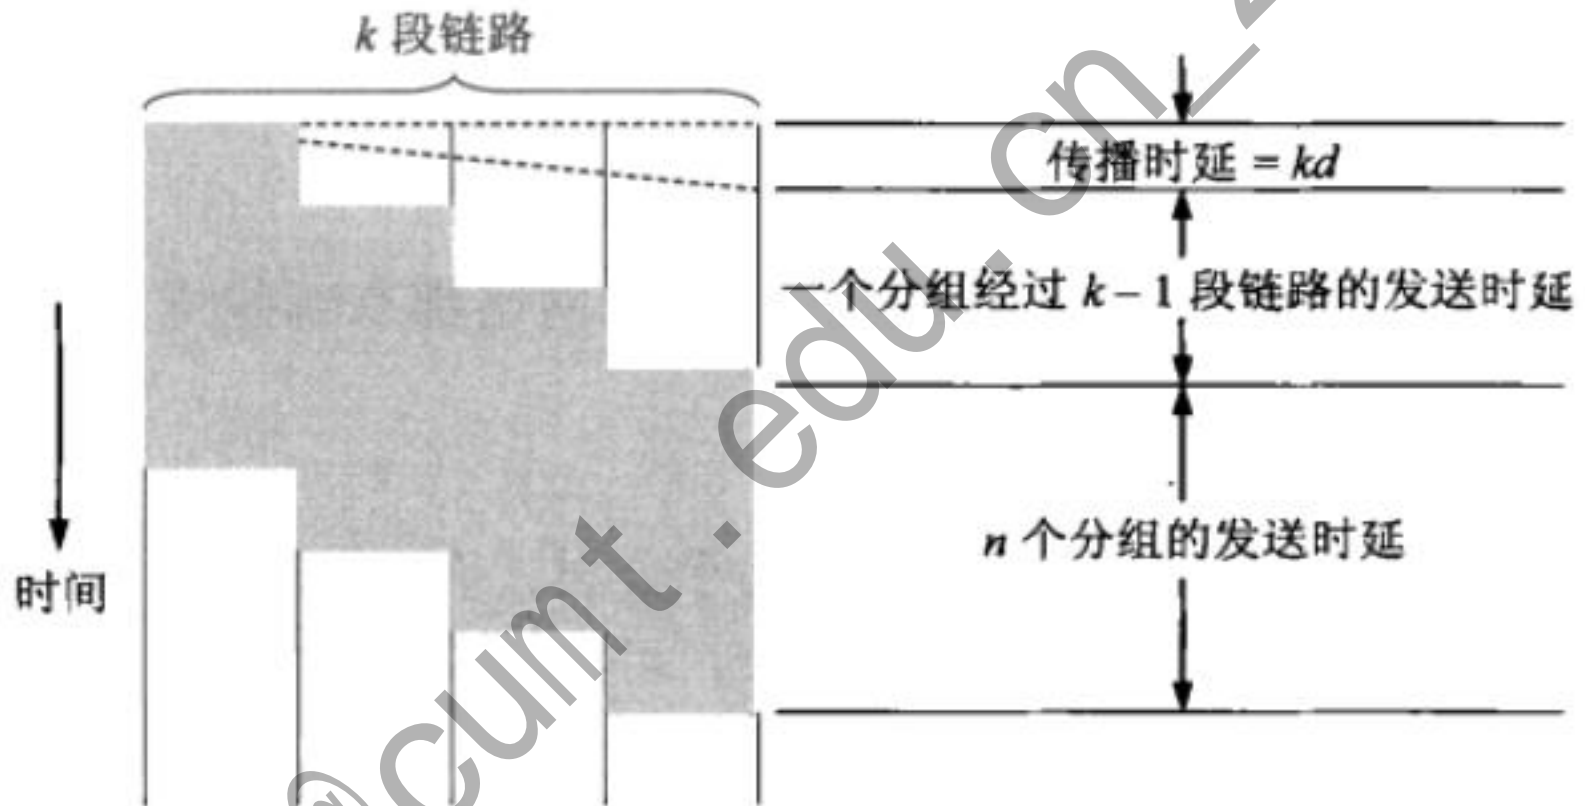 k 段链路
传播时延 = kd
一个分组经过 k – 1 段链路的发送时延
n 个分组的发送时延
时间
@cumt.edu.cn_2